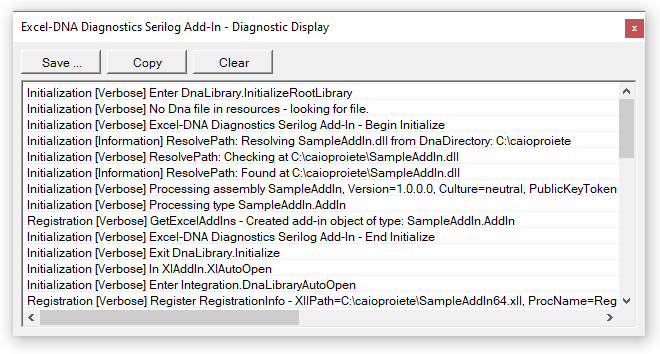 Excel-DNA Diagnostics Serilog Add-In - Diagnostic Display
x
Save ...
Copy
Clear
Initialization [Verbose] Enter DnaLibrary.InitializeRootLibrary
Initialization [Verbose] No Dna file in resources - looking for file.
Initialization [Verbose] Excel-DNA Diagnostics Serilog Add-In - Begin Initialize
Initialization [Information] ResolvePath: Resolving SampleAddIn.dll from DnaDirectory: C:\caioproiete
Initialization [Verbose] ResolvePath: Checking at C:\caioproiete\SampleAddIn.dll
Initialization [Information] ResolvePath: Found at C:\caioproiete\SampleAddIn.dll
Initialization [Verbose] Processing assembly SampleAddIn, Version=1.0.0.0, Culture=neutral, PublicKeyToken
Initialization [Verbose] Processing type SampleAddIn.AddIn
Registration [Verbose] GetExcelAddIns - Created add-in object of type: SampleAddIn.AddIn
Initialization [Verbose] Excel-DNA Diagnostics Serilog Add-In - End Initialize
Initialization [Verbose] Exit DnaLibrary.Initialize
Initialization [Verbose] In XlAddIn.XlAutoOpen
Initialization [Verbose] Enter Integration.DnaLibraryAutoOpen
Registration [Verbose] Register RegistrationInfo - XllPath=C:\caioproiete\SampleAddIn64.xll, ProcName=Reg